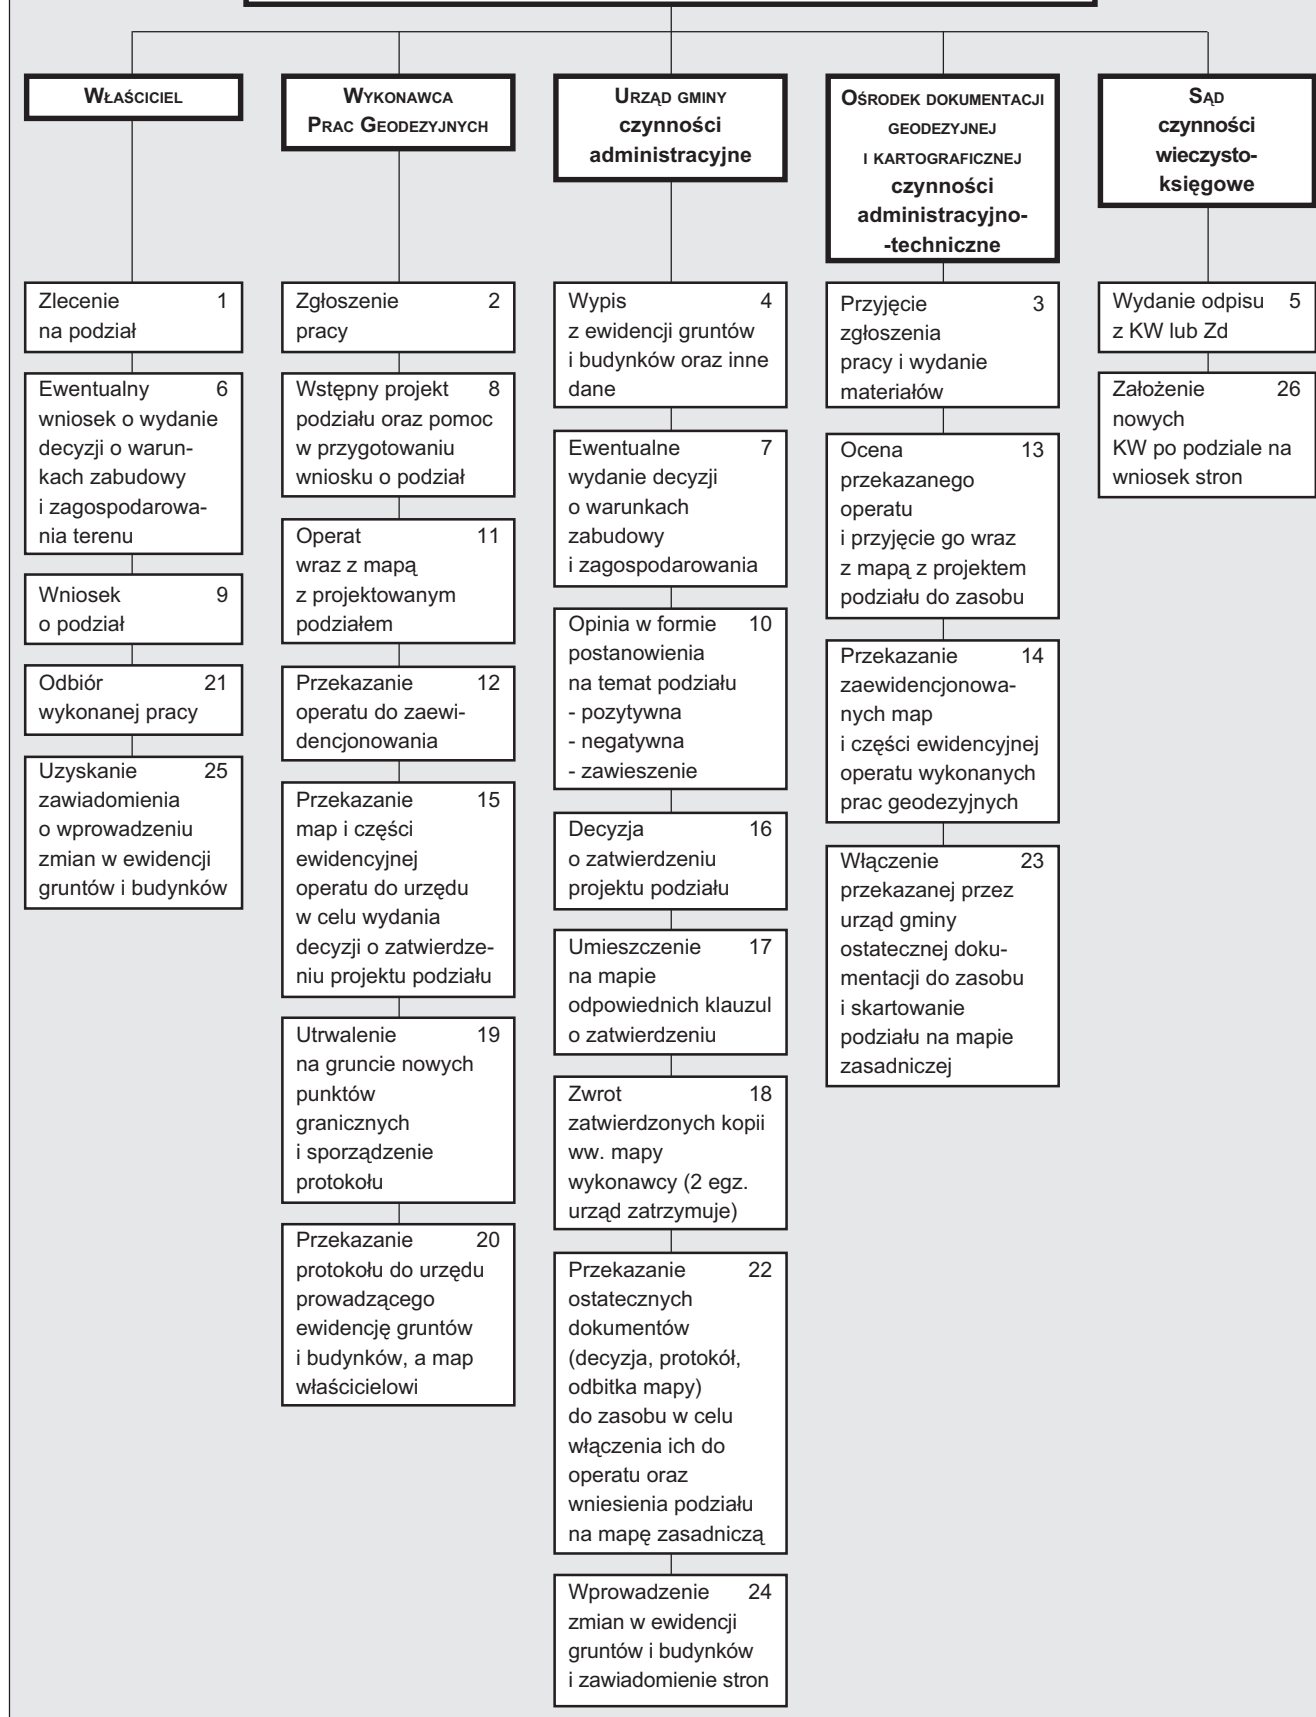 WŁAŚCICIEL
Zlecenie 1
na podział
Ewentualny 6
wniosek o wydanie
decyzji o warun-
kach zabudowy
i zagospodarowa-
nia terenu
Wniosek 9
o podział
Odbiór 21
wykonanej pracy
Uzyskanie 25
zawiadomienia
o wprowadzeniu
zmian w ewidencji
gruntów i budynków
WYKONAWCA
PRAC GEODEZYJNYCH
Zgłoszenie 2
pracy
Wstępny projekt 8
podziału oraz pomoc
w przygotowaniu
wniosku o podział
Operat 11
wraz z mapą
z projektowanym
podziałem
Przekazanie 12
operatu do zaewi-
dencjonowania
Przekazanie 15
map i części
ewidencyjnej
operatu do urzędu
w celu wydania
decyzji o zatwierdze-
niu projektu podziału
Utrwalenie 19
na gruncie nowych
punktów
granicznych
i sporządzenie
protokołu
Przekazanie 20
protokołu do urzędu
prowadzącego
ewidencję gruntów
i budynków, a map
właścicielowi
URZĄD GMINY
czynności
administracyjne
Wypis 4
z ewidencji gruntów
i budynków oraz inne
dane
Ewentualne 7
wydanie decyzji
o warunkach
zabudowy
i zagospodarowania
Opinia w formie 10
postanowienia
na temat podziału
- pozytywna
- negatywna
- zawieszenie
Decyzja 16
o zatwierdzeniu
projektu podziału
Umieszczenie 17
na mapie
odpowiednich klauzul
o zatwierdzeniu
Zwrot 18
zatwierdzonych kopii
ww. mapy
wykonawcy (2 egz.
urząd zatrzymuje)
Przekazanie 22
ostatecznych
dokumentów
(decyzja, protokół,
odbitka mapy)
do zasobu w celu
włączenia ich do
operatu oraz
wniesienia podziału
na mapę zasadniczą
Wprowadzenie 24
zmian w ewidencji
gruntów i budynków
i zawiadomienie stron
OŚRODEK DOKUMENTACJI
GEODEZYJNEJ
I KARTOGRAFICZNEJ
czynności
administracyjno-
-techniczne
Przyjęcie 3
zgłoszenia
pracy i wydanie
materiałów
Ocena 13
przekazanego
operatu
i przyjęcie go wraz
z mapą z projektem
podziału do zasobu
Przekazanie 14
zaewidencjonowa-
nych map
i części ewidencyjnej
operatu wykonanych
prac geodezyjnych
Włączenie 23
przekazanej przez
urząd gminy
ostatecznej doku-
mentacji do zasobu
i skartowanie
podziału na mapie
zasadniczej
SĄD
czynności
wieczysto-
księgowe
Wydanie odpisu 5
z KW lub Zd
Założenie 26
nowych
KW po podziale na
wniosek stron